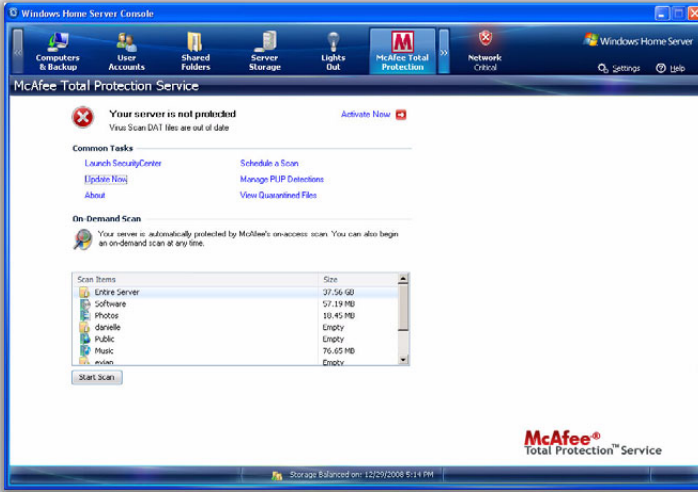 Windows Home Server Console
Computers & Backup
User Accounts
Shared Folders
Server Storage
Lights Out
McAfee Total Protection
Network Critical
Windows Home Server
Settings
Help
McAfee Total Protection Service
Your server is not protected
Activate Now
Virus Scan DAT files are out of date
Common Tasks
Launch SecurityCenter
Schedule a Scan
Update Now
Manage PUP Detections
About
View Quarantined Files
On-Demand Scan
Your server is automatically protected by McAfee's on-access scan. You can also begin
an on-demand scan at any time.
Scan Items Size
Entire Server 37.56 GB
Software 57.19 MB
Photos 18.45 MB
danielle Empty
Public Empty
Music 76.65 MB
Empty
Start Scan
McAfee®
Total Protection™ Service
Storage Balanced on: 12/29/2008 5:14 PM